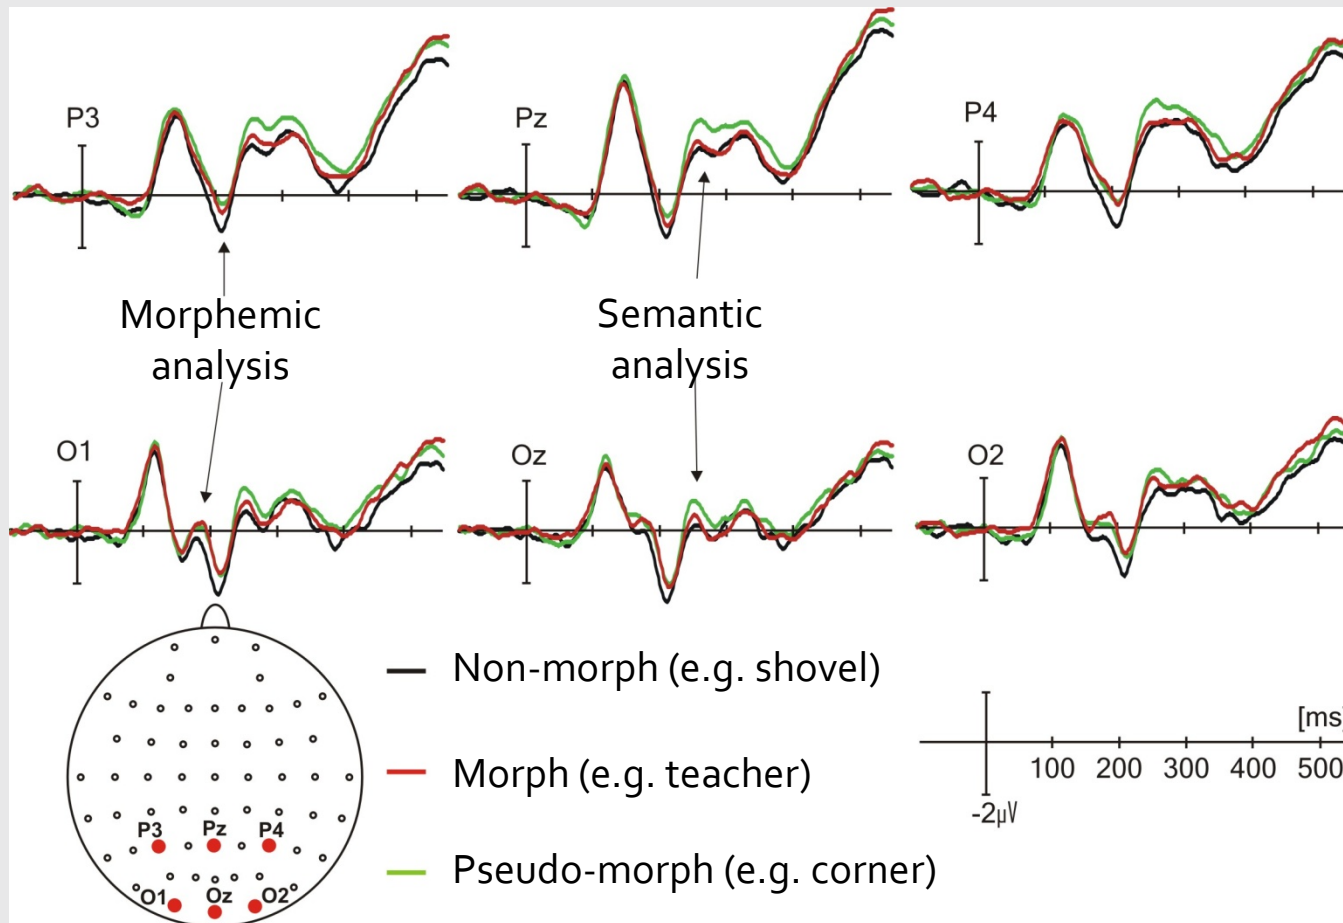 P3
Pz
P4
Morphemic
analysis
Semantic
analysis
O1
Oz
O2
Non-morph (e.g. shovel)
Morph (e.g. teacher)
Pseudo-morph (e.g. corner)
[ms]
100 200 300 400 500
-2μV
P3 Pz P4
O1 Oz O2